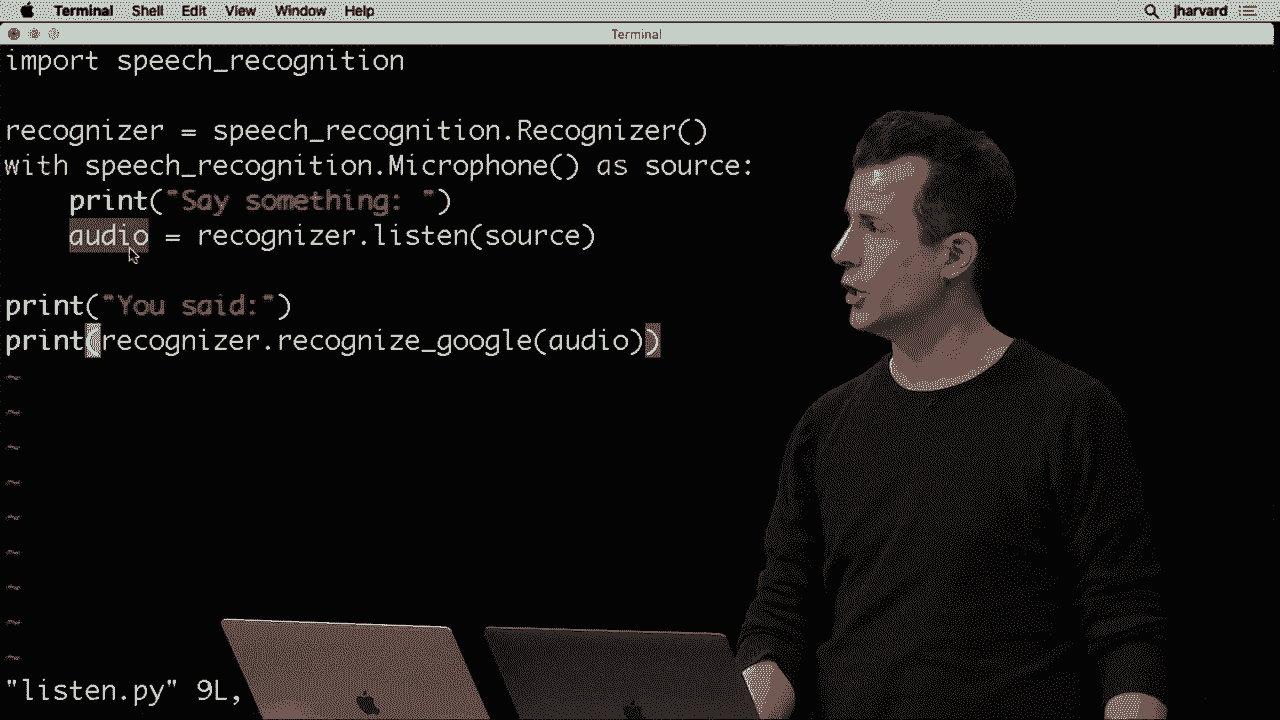 Terminal Shell Edit View Window Help jharvard
Terminal
import speech_recognition
recognizer = speech_recognition.Recognizer()
with speech_recognition.Microphone() as source:
    print("Say something: ")
    audio = recognizer.listen(source)
print("You said:")
print(recognizer.recognize_google(audio))
~
~
~
~
~
~
~
~
~
"listen.py" 9L,